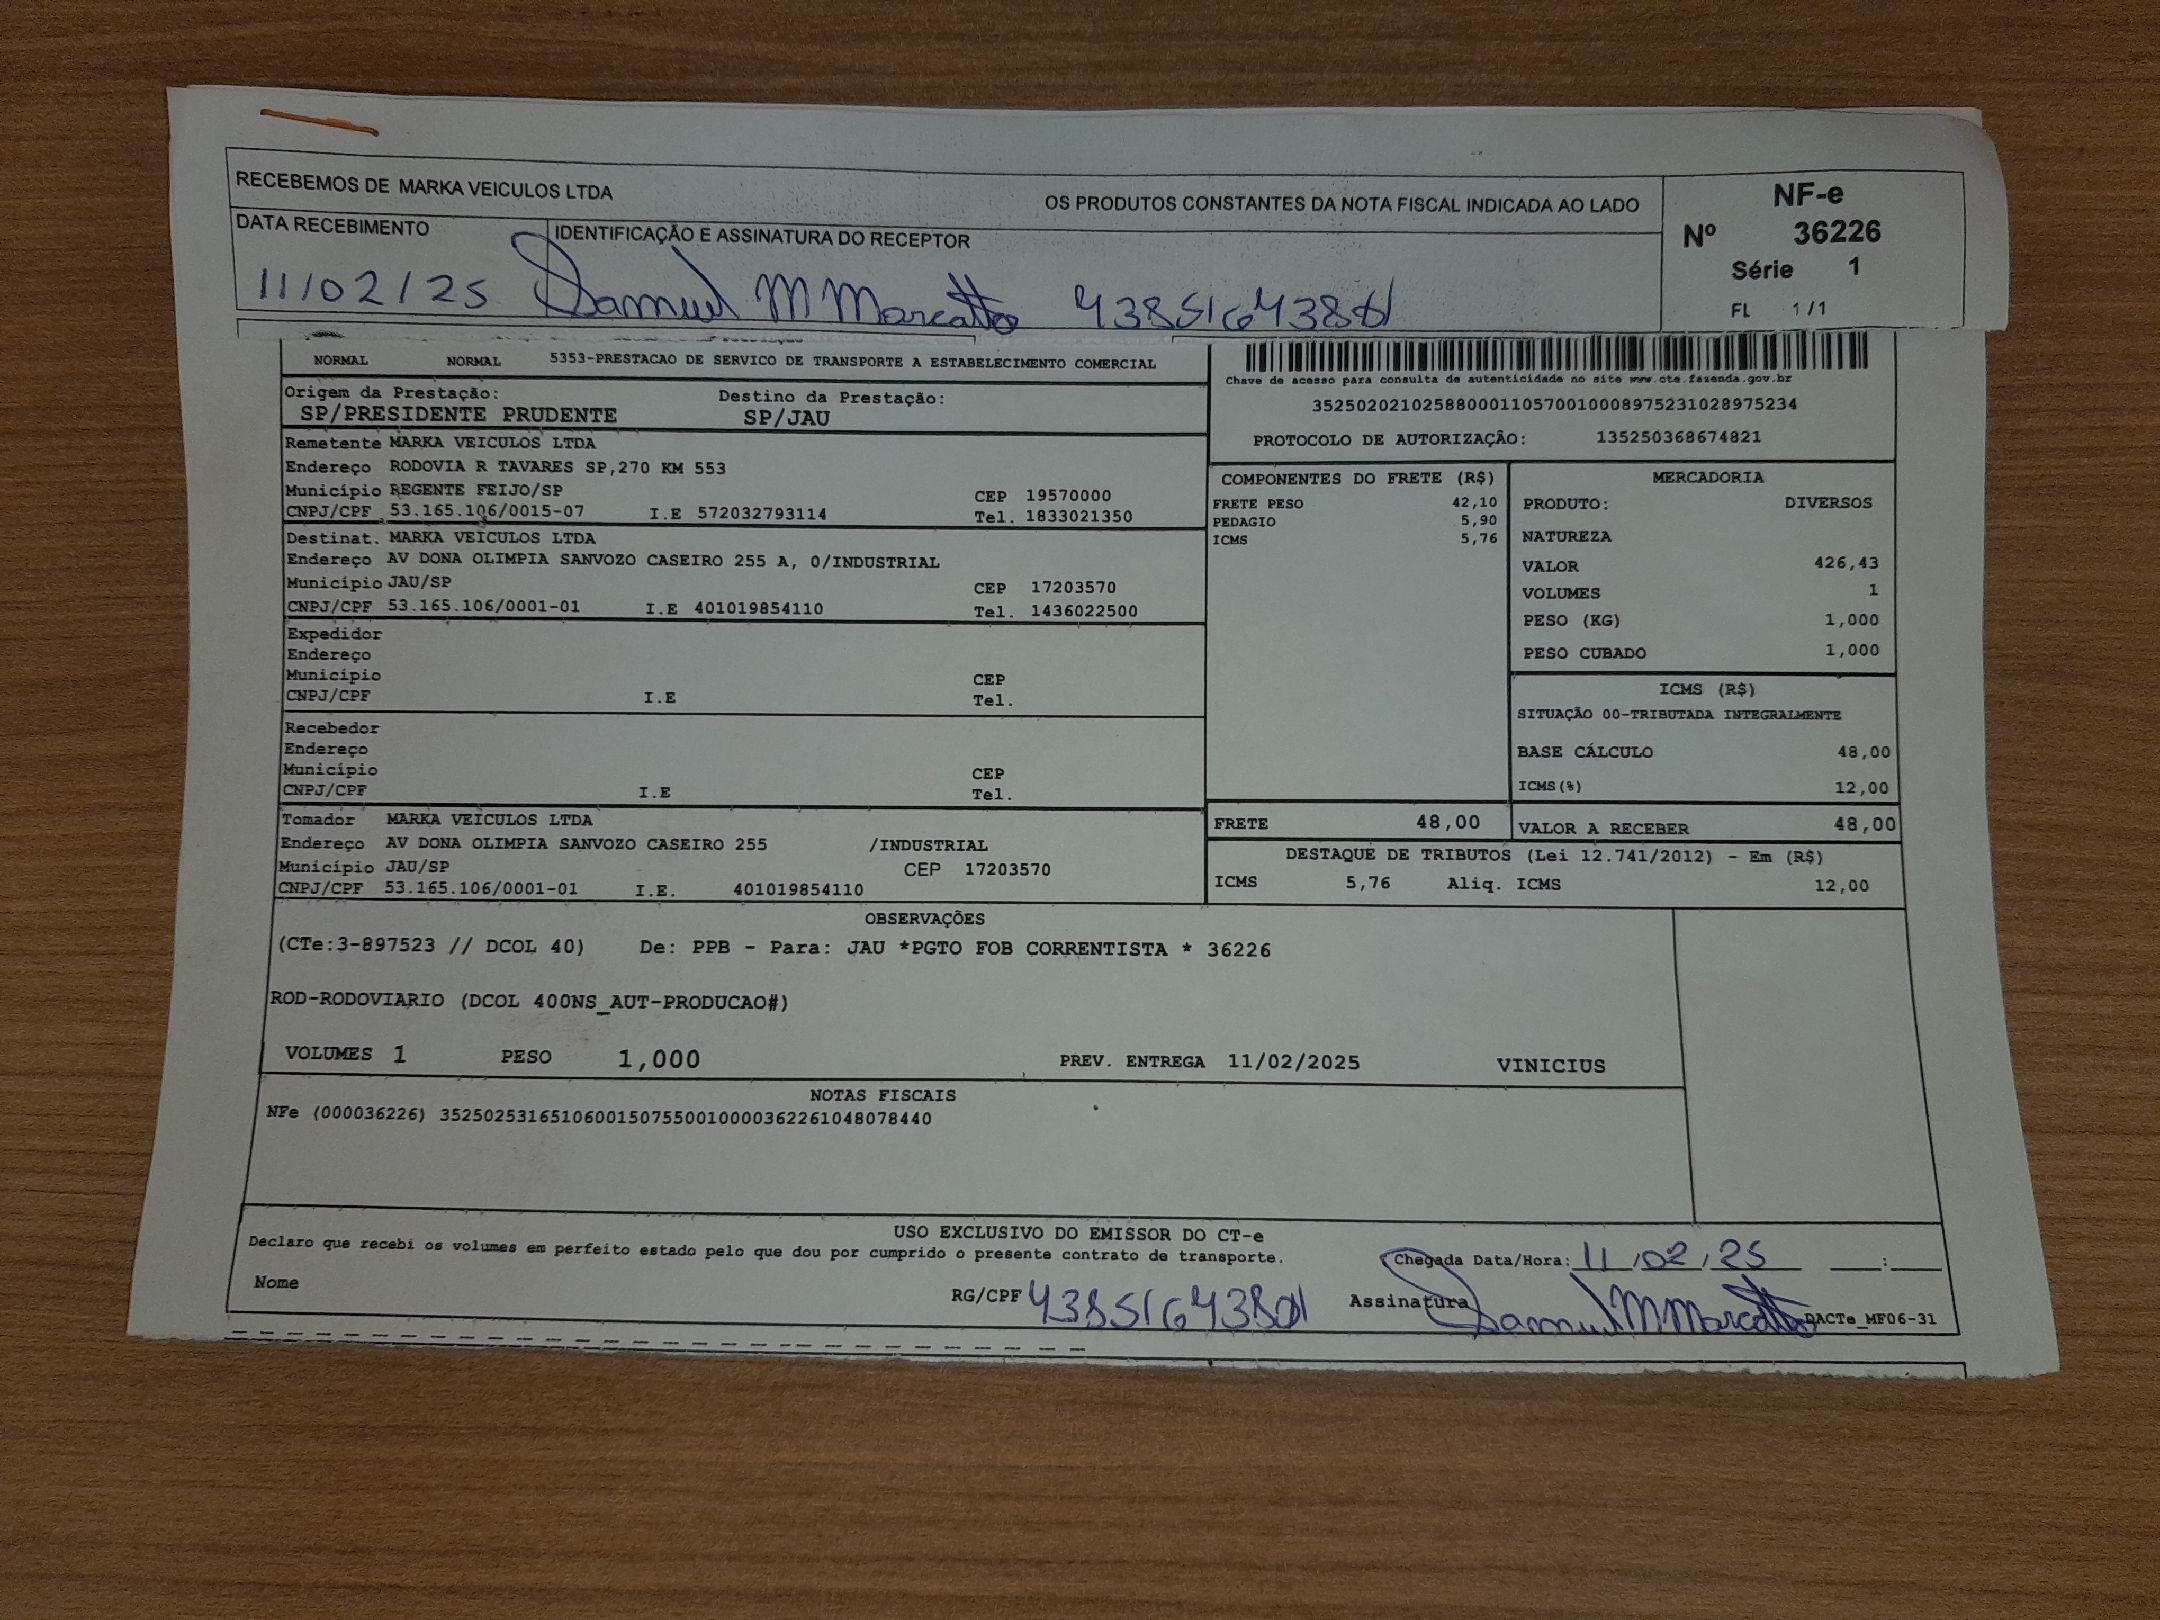 RECEBEMOS DE MARKA VEICULOS LTDA OS PRODUTOS CONSTANTES DA NOTA FISCAL INDICADA AO LADO
DATA RECEBIMENTO IDENTIFICAÇÃO E ASSINATURA DO RECEPTOR
11/02/25 Samuel M Marcatto
NF-e
Nº 36226
Série 1
FL 1/1
NORMAL NORMAL 5353-PRESTACAO DE SERVICO DE TRANSPORTE A ESTABELECIMENTO COMERCIAL
Origem da Prestação: Destino da Prestação:
SP/PRESIDENTE PRUDENTE SP/JAU
Chave de acesso para consulta de autenticidade no site www.cte.fazenda.gov.br
35250202102588000110570010008975231028975234
PROTOCOLO DE AUTORIZAÇÃO: 135250368674821
Remetente MARKA VEICULOS LTDA
Endereço RODOVIA R TAVARES SP,270 KM 553
Município REGENTE FEIJO/SP CEP 19570000
CNPJ/CPF 53.165.106/0015-07 I.E 572032793114 Tel. 1833021350
Destinat. MARKA VEICULOS LTDA
Endereço AV DONA OLIMPIA SANVOZO CASEIRO 255 A, 0/INDUSTRIAL
Município JAU/SP CEP 17203570
CNPJ/CPF 53.165.106/0001-01 I.E 401019854110 Tel. 1436022500
Expedidor
Endereço
Município CEP
CNPJ/CPF I.E Tel.
Recebedor
Endereço
Município CEP
CNPJ/CPF I.E Tel.
Tomador MARKA VEICULOS LTDA
Endereço AV DONA OLIMPIA SANVOZO CASEIRO 255 /INDUSTRIAL
Município JAU/SP CEP 17203570
CNPJ/CPF 53.165.106/0001-01 I.E. 401019854110
COMPONENTES DO FRETE (R$)
FRETE PESO 42,10
PEDAGIO 5,90
ICMS 5,76
MERCADORIA
PRODUTO: DIVERSOS
NATUREZA
VALOR 426,43
VOLUMES 1
PESO (KG) 1,000
PESO CUBADO 1,000
ICMS (R$)
SITUAÇÃO 00-TRIBUTADA INTEGRALMENTE
BASE CÁLCULO 48,00
ICMS(%) 12,00
FRETE 48,00 VALOR A RECEBER 48,00
DESTAQUE DE TRIBUTOS (Lei 12.741/2012) - Em (R$)
ICMS 5,76 Aliq. ICMS 12,00
OBSERVAÇÕES
(CTe:3-897523 // DCOL 40) De: PPB - Para: JAU *PGTO FOB CORRENTISTA * 36226
ROD-RODOVIARIO (DCOL 400NS_AUT-PRODUCAO#)
VOLUMES 1 PESO 1,000 PREV. ENTREGA 11/02/2025 VINICIUS
NOTAS FISCAIS
NFe (000036226) 35250253165106001507550010000362261048078440
USO EXCLUSIVO DO EMISSOR DO CT-e
Declaro que recebi os volumes em perfeito estado pelo que dou por cumprido o presente contrato de transporte. Chegada Data/Hora: 11/02/25 __:__
Nome RG/CPF Assinatura Samuel M Marcatto DACTe_MF06-31